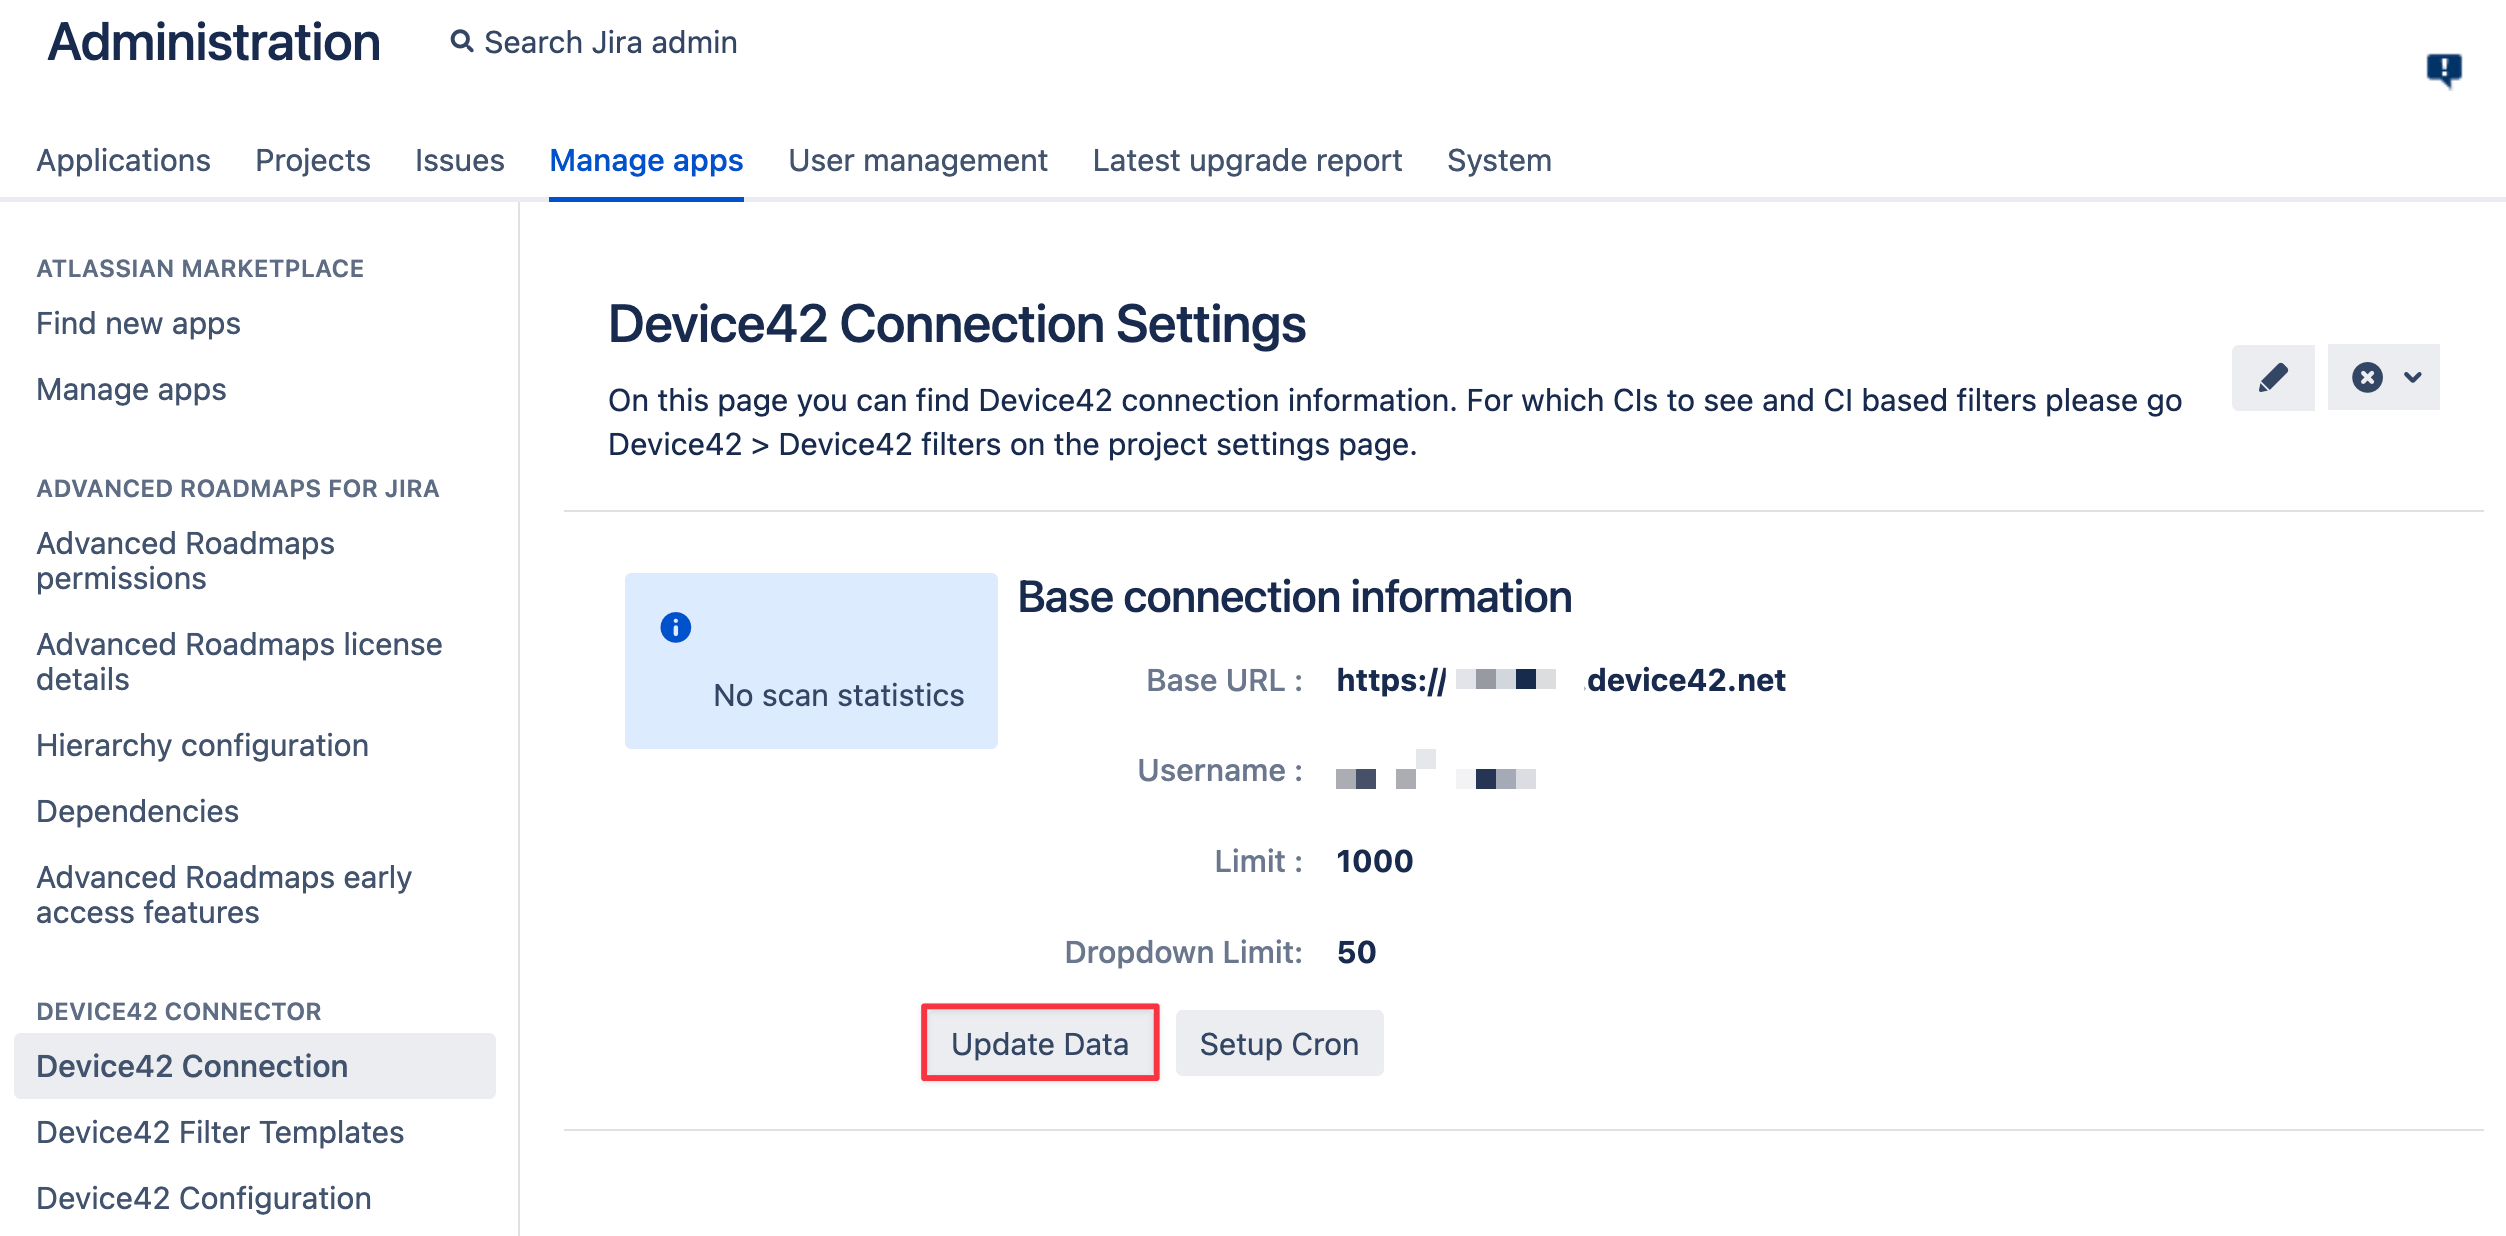 Administration
Search Jira admin
Applications Projects Issues Manage apps User management Latest upgrade report System
ATLASSIAN MARKETPLACE
Find new apps
Manage apps
ADVANCED ROADMAPS FOR JIRA
Advanced Roadmaps
permissions
Advanced Roadmaps license
details
Hierarchy configuration
Dependencies
Advanced Roadmaps early
access features
DEVICE42 CONNECTOR
Device42 Connection
Device42 Filter Templates
Device42 Configuration
Device42 Connection Settings
On this page you can find Device42 connection information. For which CIs to see and CI based filters please go
Device42 > Device42 filters on the project settings page.
No scan statistics
Base connection information
Base URL : https:// .device42.net
Username :
Limit : 1000
Dropdown Limit: 50
Update Data Setup Cron